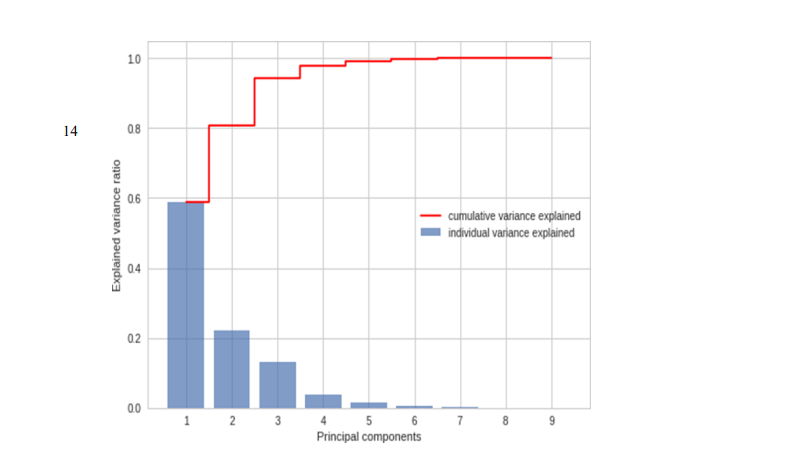 14
1.0
0.8
0.6
0.4
0.2
0.0
Explained variance ratio
cumulative variance explained
individual variance explained
1 2 3 4 5 6 7 8 9
Principal components